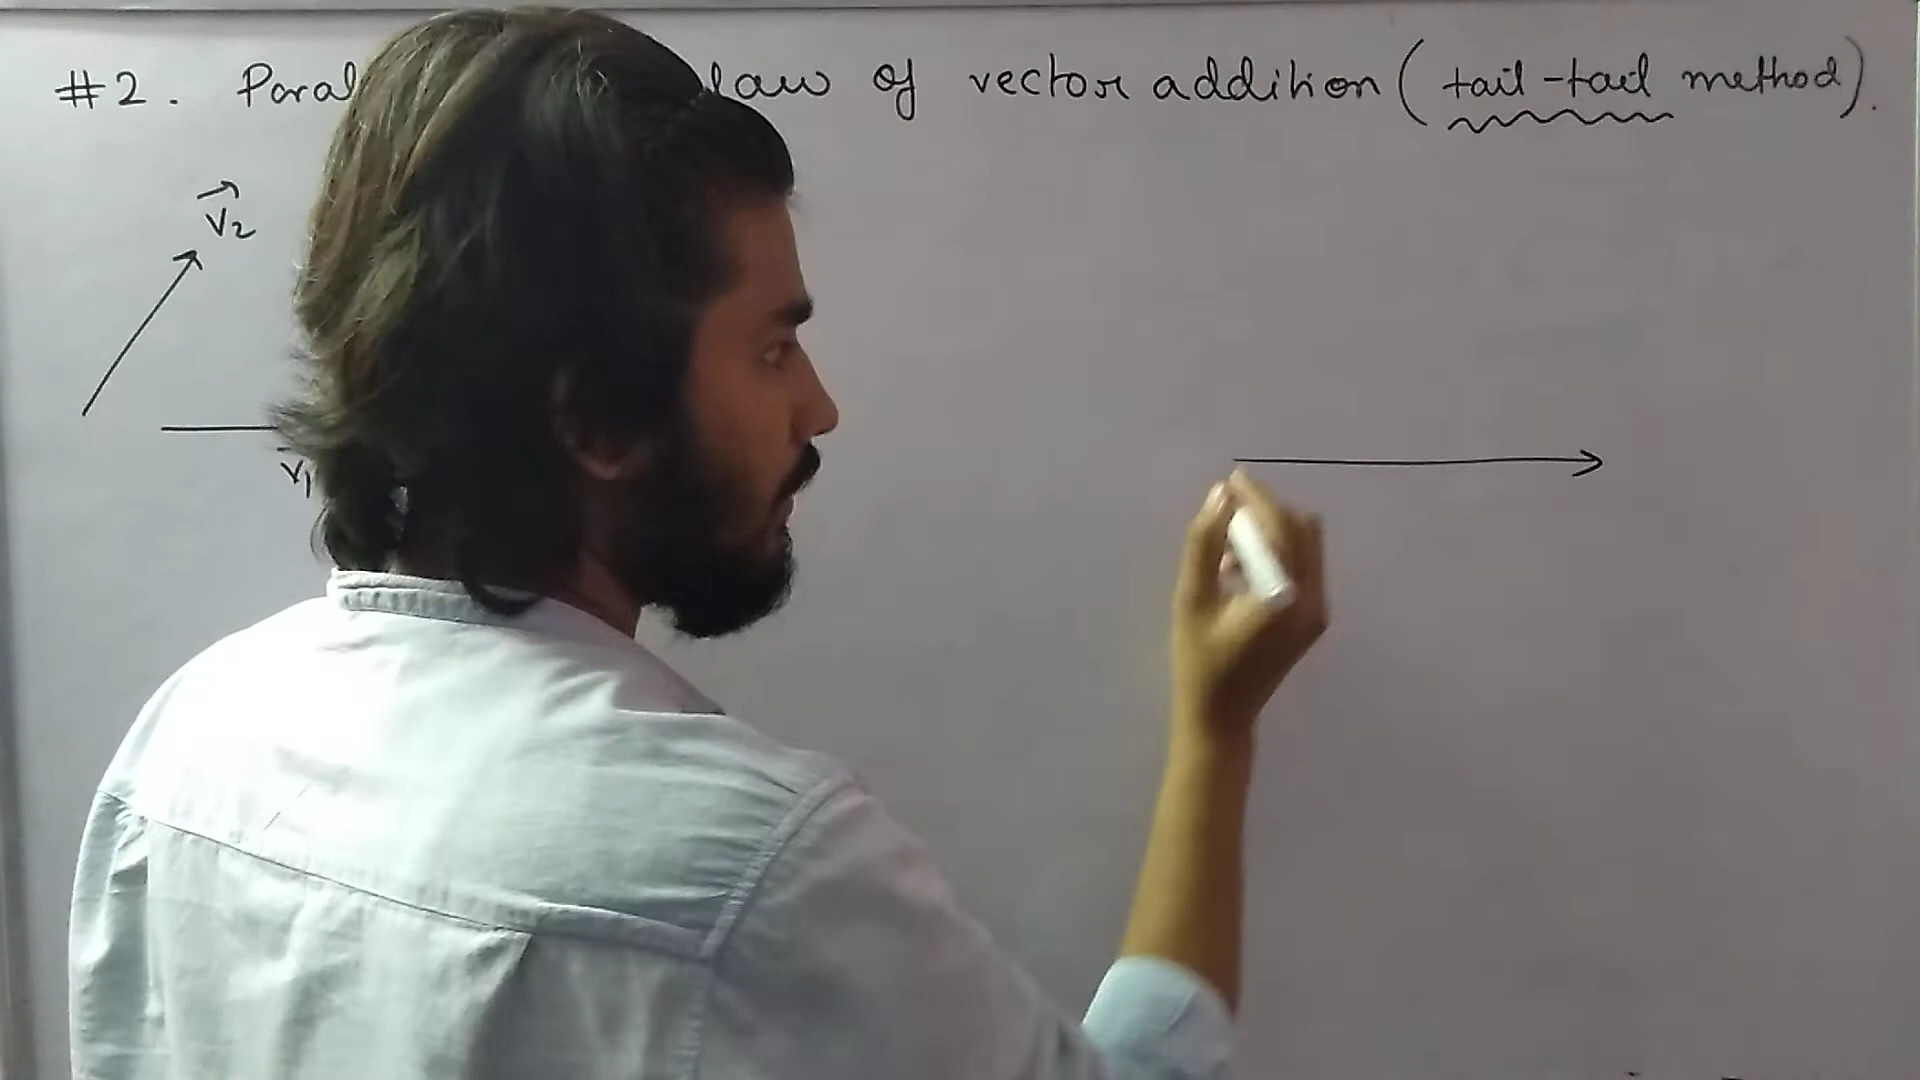 #2. Paral law of vector addition (tail-tail method).
v₂
v₁